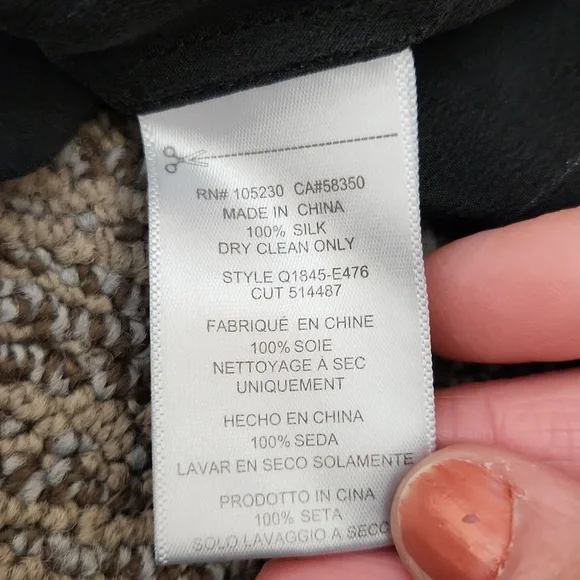 RN# 105230 CA#58350
MADE IN CHINA
100% SILK
DRY CLEAN ONLY
STYLE Q1845-E476
CUT 514487
FABRIQUÉ EN CHINE
100% SOIE
NETTOYAGE À SEC
UNIQUEMENT
HECHO EN CHINA
100% SEDA
LAVAR EN SECO SOLAMENTE
PRODOTTO IN CINA
100% SETA
SOLO LAVAGGIO A SECCO